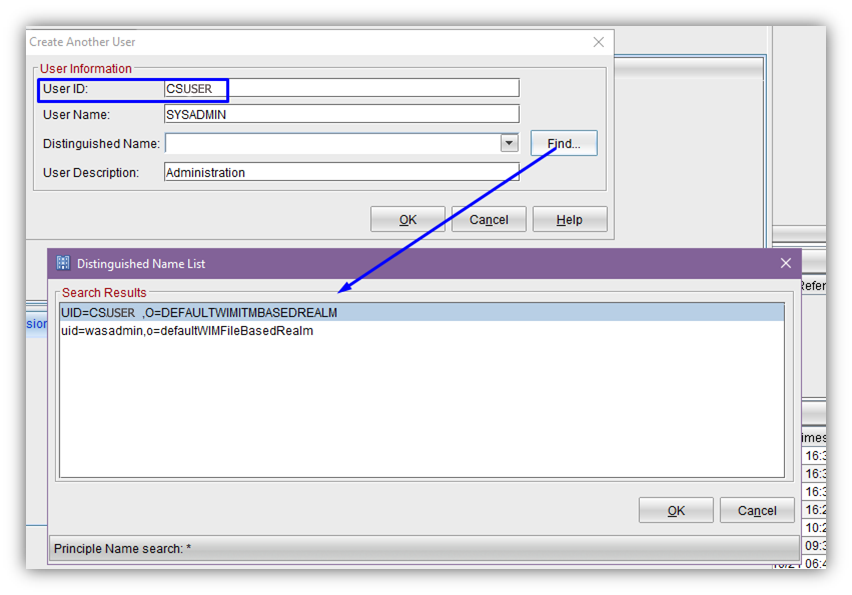 Create Another User
User Information
User ID: CSUSER
User Name: SYSADMIN
Distinguished Name: Find...
User Description: Administration
OK Cancel Help
Distinguished Name List
Search Results
UID=CSUSER ,O=DEFAULTWIMITMBASEDREALM
uid=wasadmin,o=defaultWIMFileBasedRealm
OK Cancel
Principle Name search: *
Refer
sion
imes
16:3
16:3
16:3
16:2
10:2
09:3
06:4